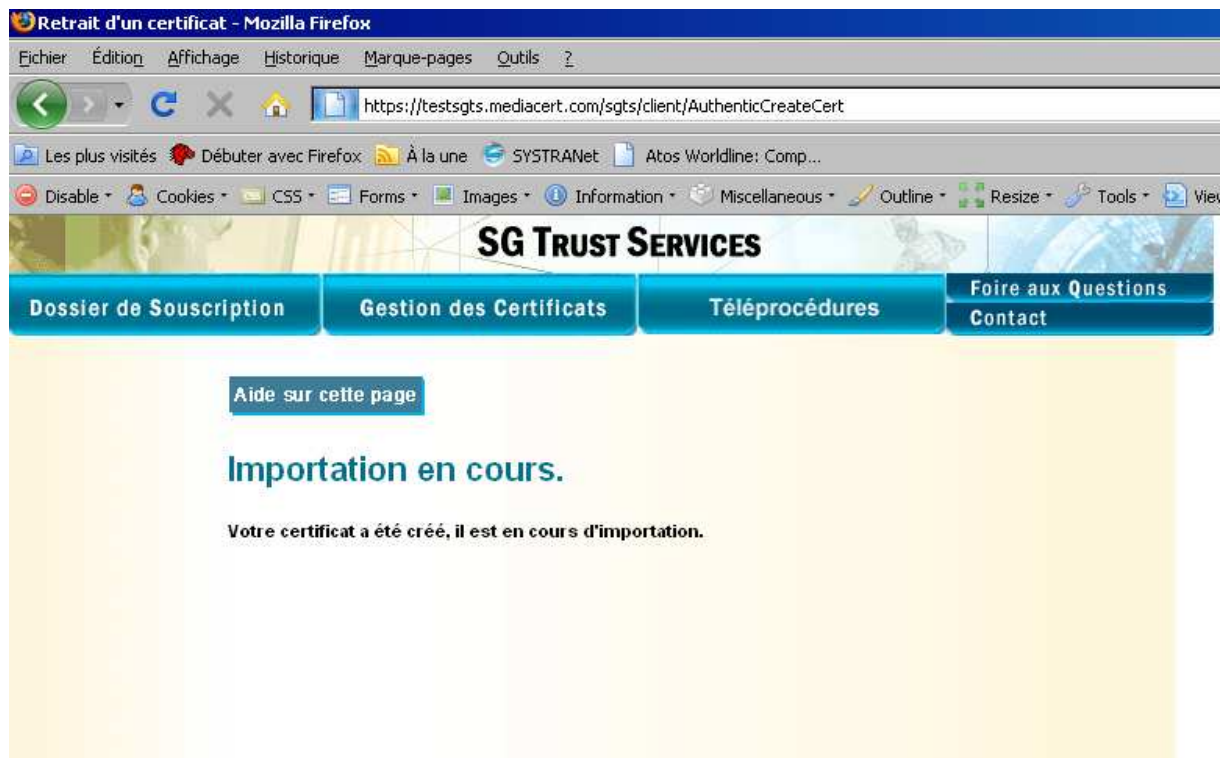 Retrait d'un certificat - Mozilla Firefox
Fichier Édition Affichage Historique Marque-pages Outils ?
https://testsgts.mediacert.com/sgts/client/AuthenticCreateCert
Les plus visités Débuter avec Firefox À la une SYSTRANet Atos Worldline: Comp...
Disable Cookies CSS Forms Images Information Miscellaneous Outline Resize Tools
SG TRUST SERVICES
Dossier de Souscription Gestion des Certificats Téléprocédures Foire aux Questions
Contact
Aide sur cette page
Importation en cours.
Votre certificat a été créé, il est en cours d'importation.